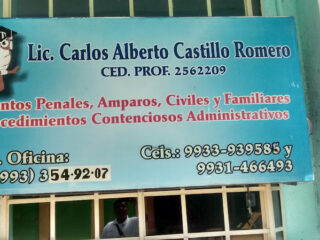 Lic. Carlos Alberto Castillo Romero
CED. PROF. 2562209
ntos Penales, Amparos, Civiles y Familiares
cedimientos Contenciosos Administrativos
. Oficina:
Cels.: 9933-939585 y
993) 354-92-07
9931-466493